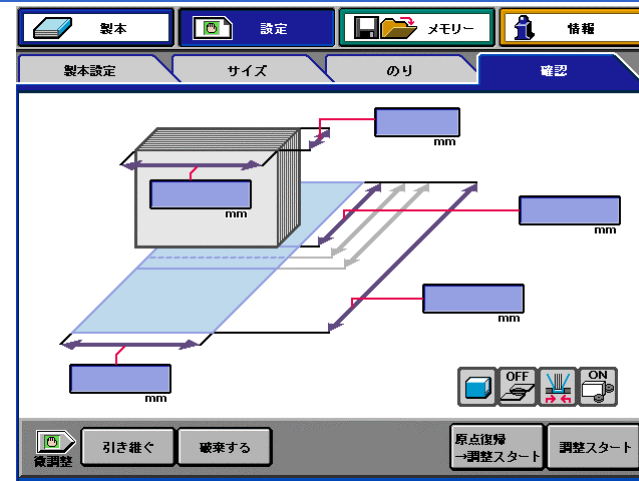 製本
設定
メモリー
情報
製本設定
サイズ
のり
確認
mm
mm
mm
mm
mm
OFF
ON
微調整
引き継ぐ
破棄する
原点復帰
→調整スタート
調整スタート